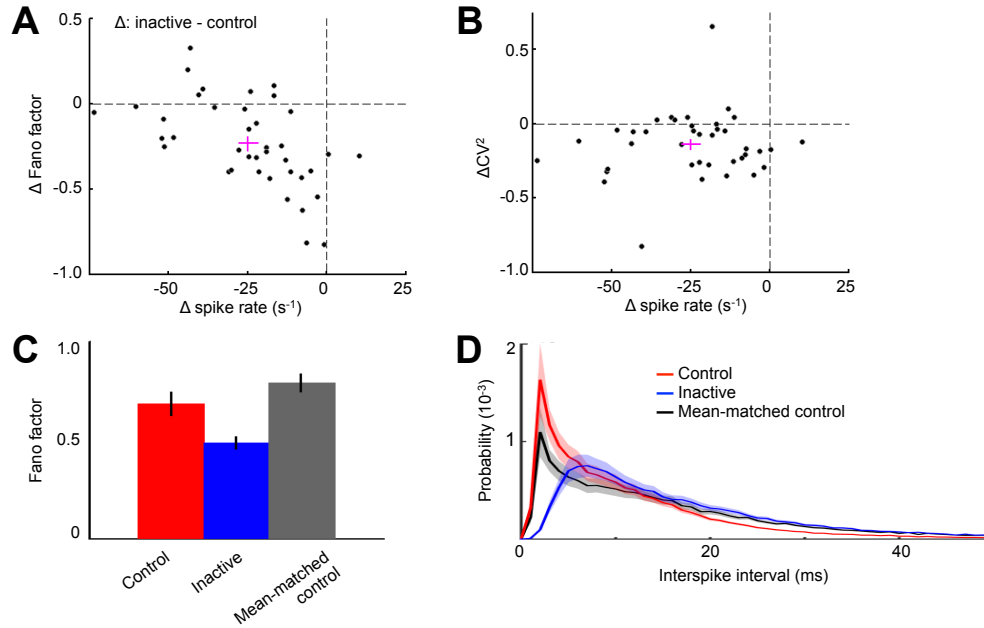 A
Δ: inactive - control
0.5
0
-0.5
-1.0
Δ Fano factor
-50
-25
0
25
Δ spike rate (s⁻¹)
B
0.5
0
-0.5
-1.0
ΔCV²
-50
-25
0
25
Δ spike rate (s⁻¹)
C
1.0
0.5
0
Fano factor
Control
Inactive
Mean-matched
control
D
2
1
0
Probability (10⁻³)
Control
Inactive
Mean-matched control
0
20
40
Interspike interval (ms)